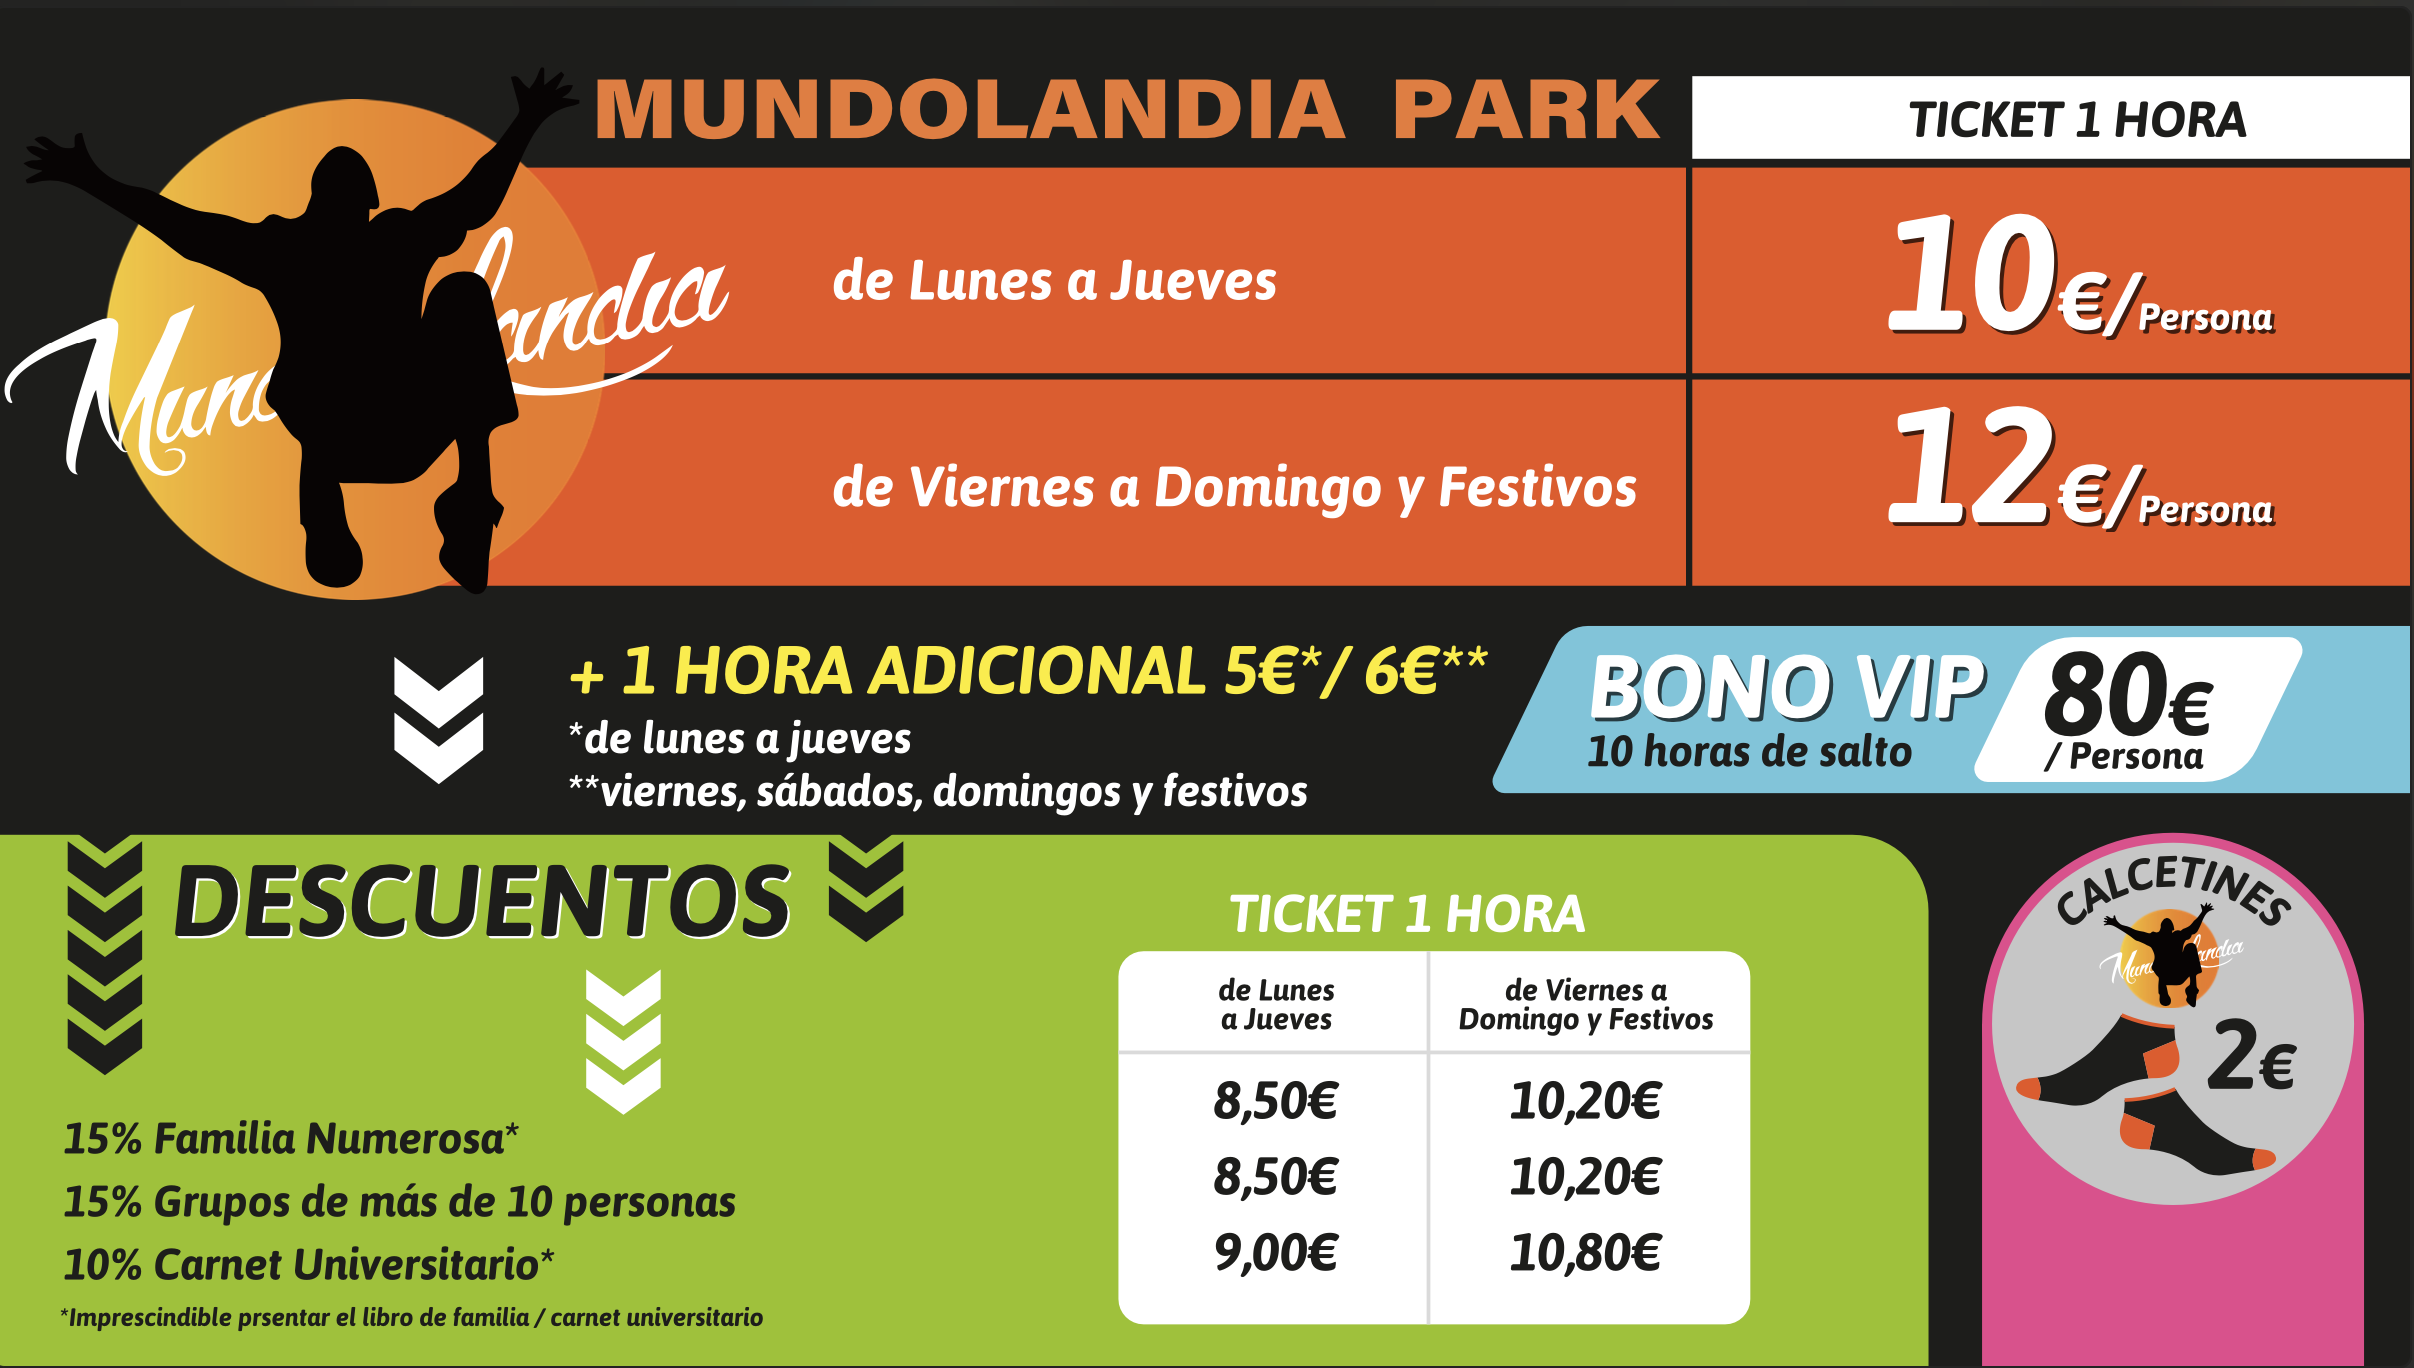 MUNDOLANDIA PARK
TICKET 1 HORA
Mundolandia
de Lunes a Jueves
10€/Persona
de Viernes a Domingo y Festivos
12€/Persona
+ 1 HORA ADICIONAL 5€*/ 6€**
*de lunes a jueves
**viernes, sábados, domingos y festivos
BONO VIP
10 horas de salto
80€
/ Persona
DESCUENTOS
15% Familia Numerosa*
15% Grupos de más de 10 personas
10% Carnet Universitario*
*Imprescindible prsentar el libro de familia / carnet universitario
TICKET 1 HORA
de Lunes
a Jueves
de Viernes a
Domingo y Festivos
8,50€ 10,20€
8,50€ 10,20€
9,00€ 10,80€
CALCETINES
Mundolandia
2€